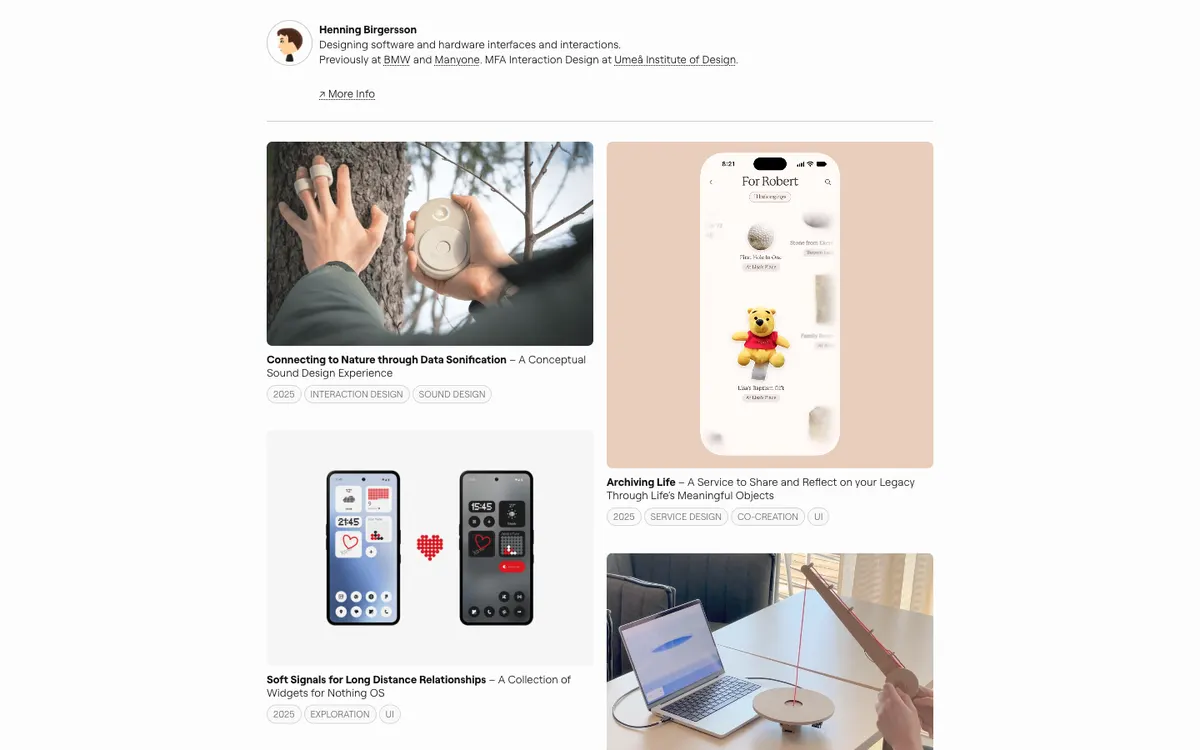 Henning Birgersson
Designing software and hardware interfaces and interactions.
Previously at BMW and Manyone. MFA Interaction Design at Umeå Institute of Design.
↗ More Info
Connecting to Nature through Data Sonification – A Conceptual
Sound Design Experience
2025 INTERACTION DESIGN SOUND DESIGN
8:21
For Robert
First Hole-in-One
Archiving Life – A Service to Share and Reflect on your Legacy
Through Life's Meaningful Objects
2025 SERVICE DESIGN CO-CREATION UI
21:45
15:45
Soft Signals for Long Distance Relationships – A Collection of
Widgets for Nothing OS
2025 EXPLORATION UI